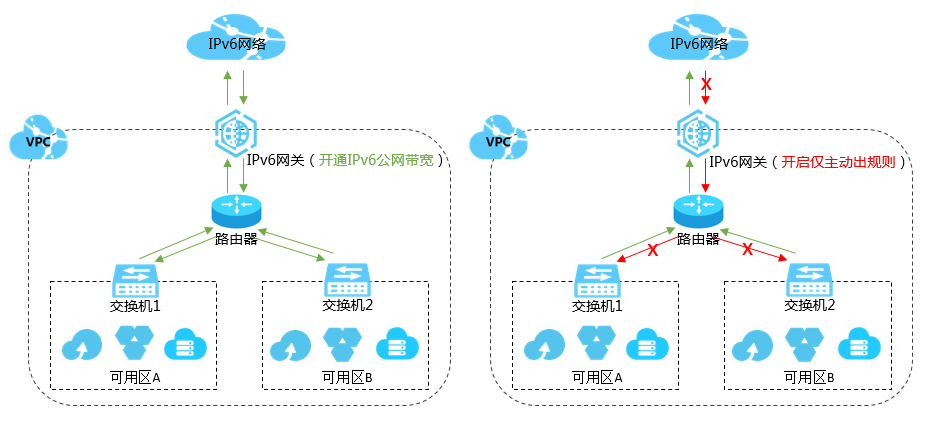 IPv6网络
VPC
IPv6网关（开通IPv6公网带宽）
路由器
交换机1
交换机2
可用区A
可用区B
IPv6网络
X
VPC
IPv6网关（开启仅主动出规则）
路由器
X
X
交换机1
交换机2
可用区A
可用区B